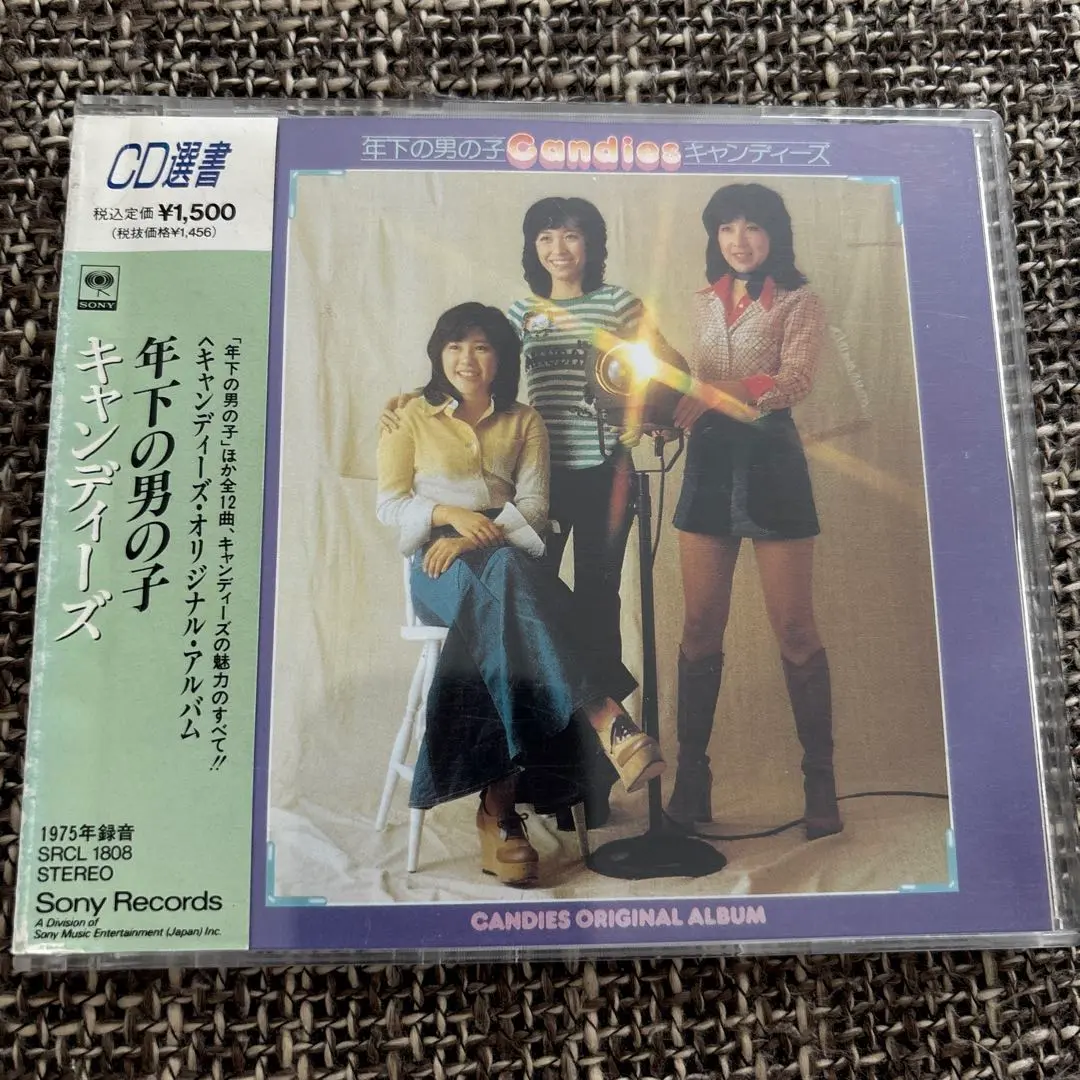 CD選書
税込定価¥1,500
(税抜価格¥1,456)
SONY
年下の男の子
キャンディーズ
「年下の男の子」ほか全12曲、キャンディーズの魅力のすべて!!
〈キャンディーズ・オリジナル・アルバム
1975年録音
SRCL 1808
STEREO
Sony Records
A Division of
Sony Music Entertainment (Japan) Inc.
年下の男の子 Candies キャンディーズ
CANDIES ORIGINAL ALBUM